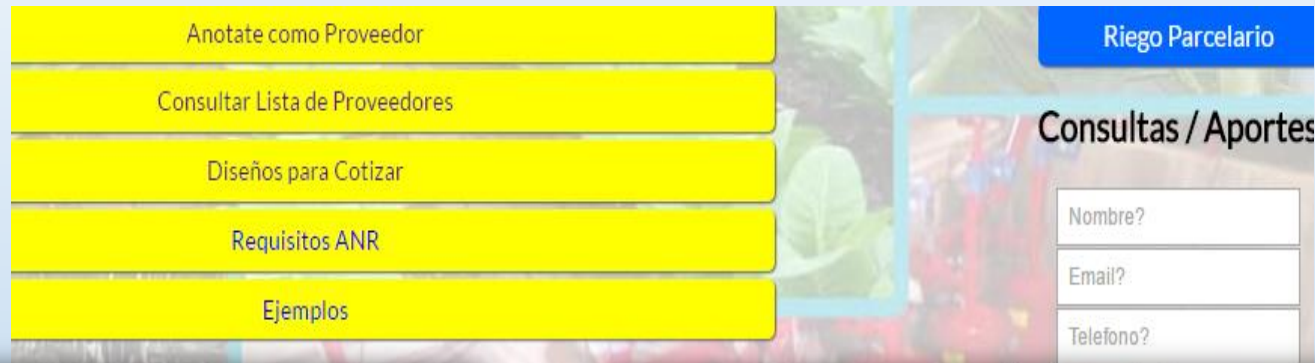 Anotate como Proveedor
Consultar Lista de Proveedores
Diseños para Cotizar
Requisitos ANR
Ejemplos
Riego Parcelario
Consultas / Aportes
Nombre?
Email?
Telefono?